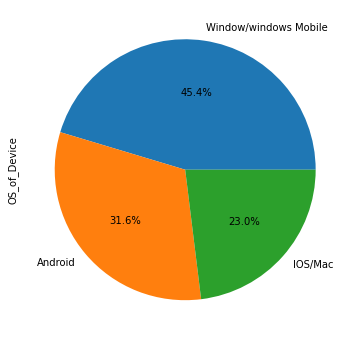 Window/windows Mobile
45.4%
OS_of_Device
31.6%
23.0%
Android
IOS/Mac